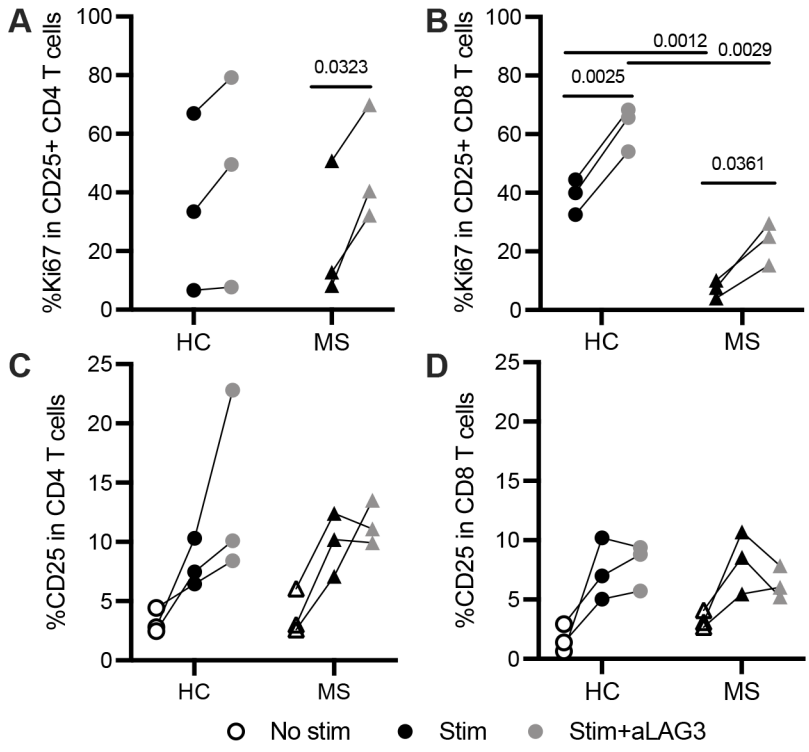 A
%Ki67 in CD25+ CD4 T cells
100
80
60
40
20
0
0.0323
HC
MS
B
%Ki67 in CD25+ CD8 T cells
100
80
60
40
20
0
0.0012
0.0029
0.0025
0.0361
HC
MS
C
%CD25 in CD4 T cells
25
20
15
10
5
0
HC
MS
D
%CD25 in CD8 T cells
25
20
15
10
5
0
HC
MS
No stim
Stim
Stim+aLAG3